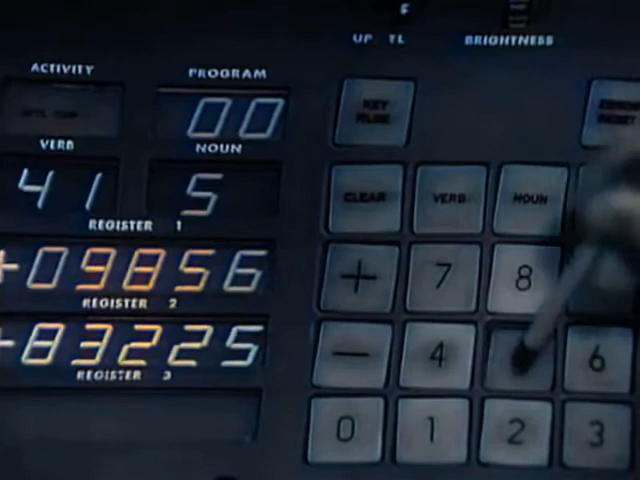 UP TL
BRIGHTNESS
ACTIVITY
PROGRAM
00
KEY
RLSE
VERB
NOUN
41
5
CLEAR
VERB
NOUN
REGISTER 1
+09856
+
7
8
REGISTER 2
83225
−
4
6
REGISTER 3
0
1
2
3